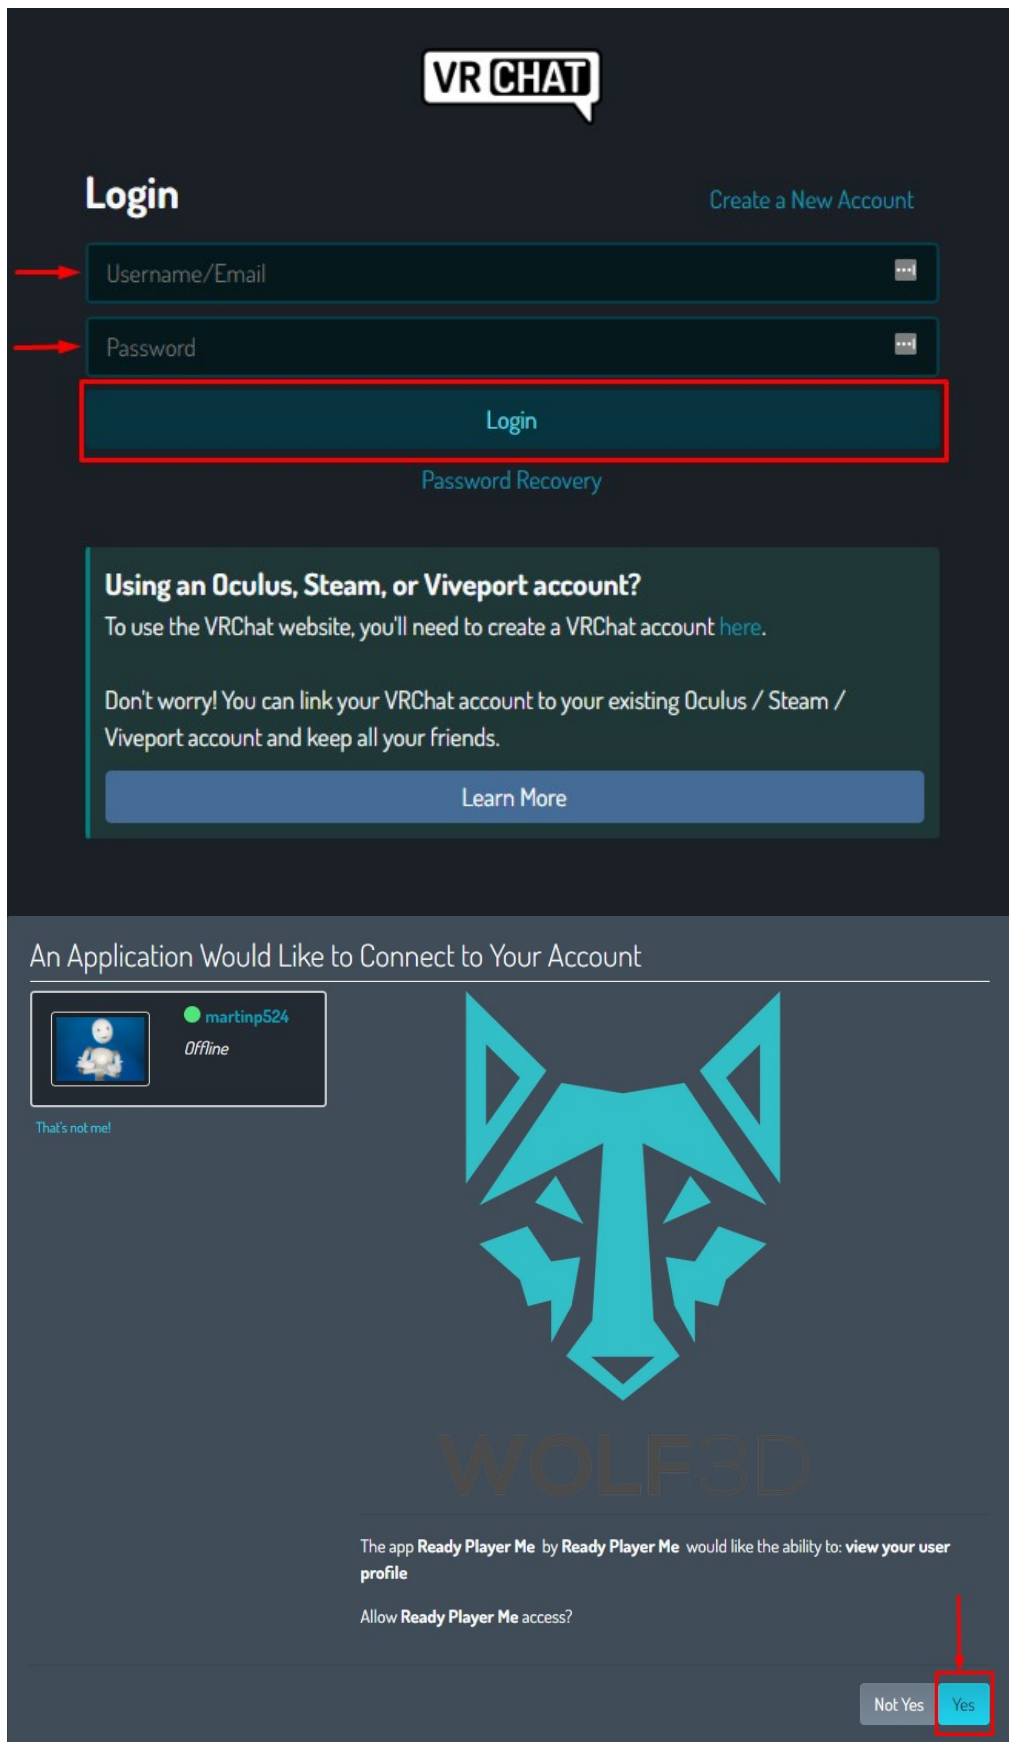 VR CHAT
Login
Create a New Account
Username/Email
Password
Login
Password Recovery
Using an Oculus, Steam, or Viveport account?
To use the VRChat website, you'll need to create a VRChat account here.
Don't worry! You can link your VRChat account to your existing Oculus / Steam /
Viveport account and keep all your friends.
Learn More
An Application Would Like to Connect to Your Account
martinp524
Offline
That's not me!
WOLF3D
The app Ready Player Me by Ready Player Me would like the ability to: view your user
profile
Allow Ready Player Me access?
Not Yes
Yes